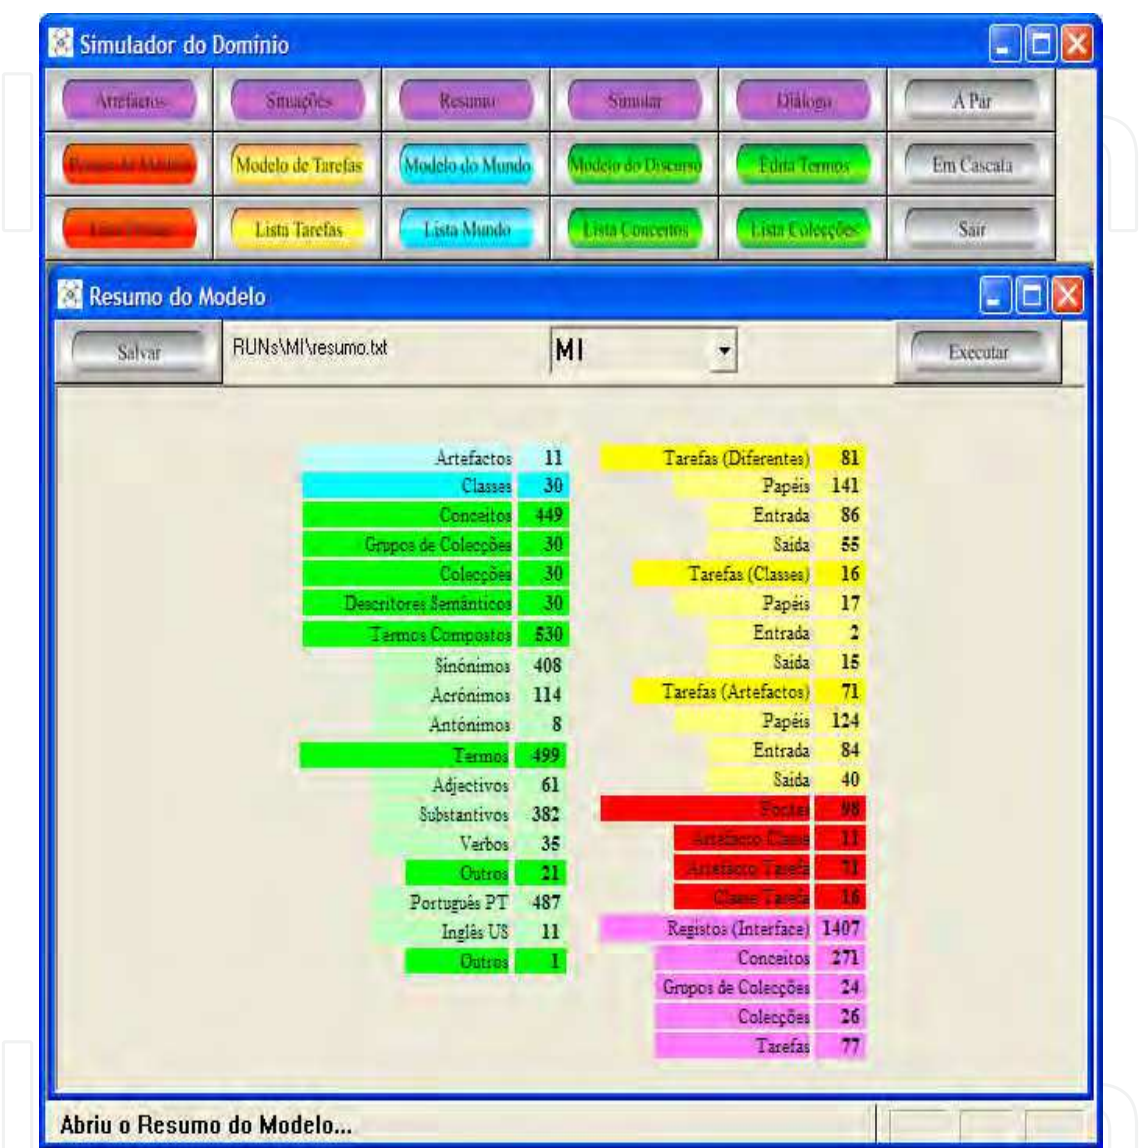 Simulador do Domínio
Artefactos Situações Resumo Simular Diálogo A Par
Modelo de Tarefas Modelo do Mundo Modelo do Discurso Edita Termos Em Cascata
Lista Tarefas Lista Mundo Lista Conceitos Lista Colecções Sair
Resumo do Modelo
Salvar RUNs\MI\resumo.txt MI Executar
Artefactos 11
Classes 30
Conceitos 449
Grupos de Colecções 30
Colecções 30
Descritores Semânticos 30
Termos Compostos 530
Sinónimos 408
Acrónimos 114
Antónimos 8
Termos 499
Adjectivos 61
Substantivos 382
Verbos 35
Outros 21
Português PT 487
Inglês US 11
Outros 1
Tarefas (Diferentes) 81
Papéis 141
Entrada 86
Saída 55
Tarefas (Classes) 16
Papéis 17
Entrada 2
Saída 15
Tarefas (Artefactos) 71
Papéis 124
Entrada 84
Saída 40
Pontes 98
Artefacto Classe 11
Artefacto Tarefa 71
Classe Tarefa 16
Registos (Interface) 1407
Conceitos 271
Grupos de Colecções 24
Colecções 26
Tarefas 77
Abriu o Resumo do Modelo...